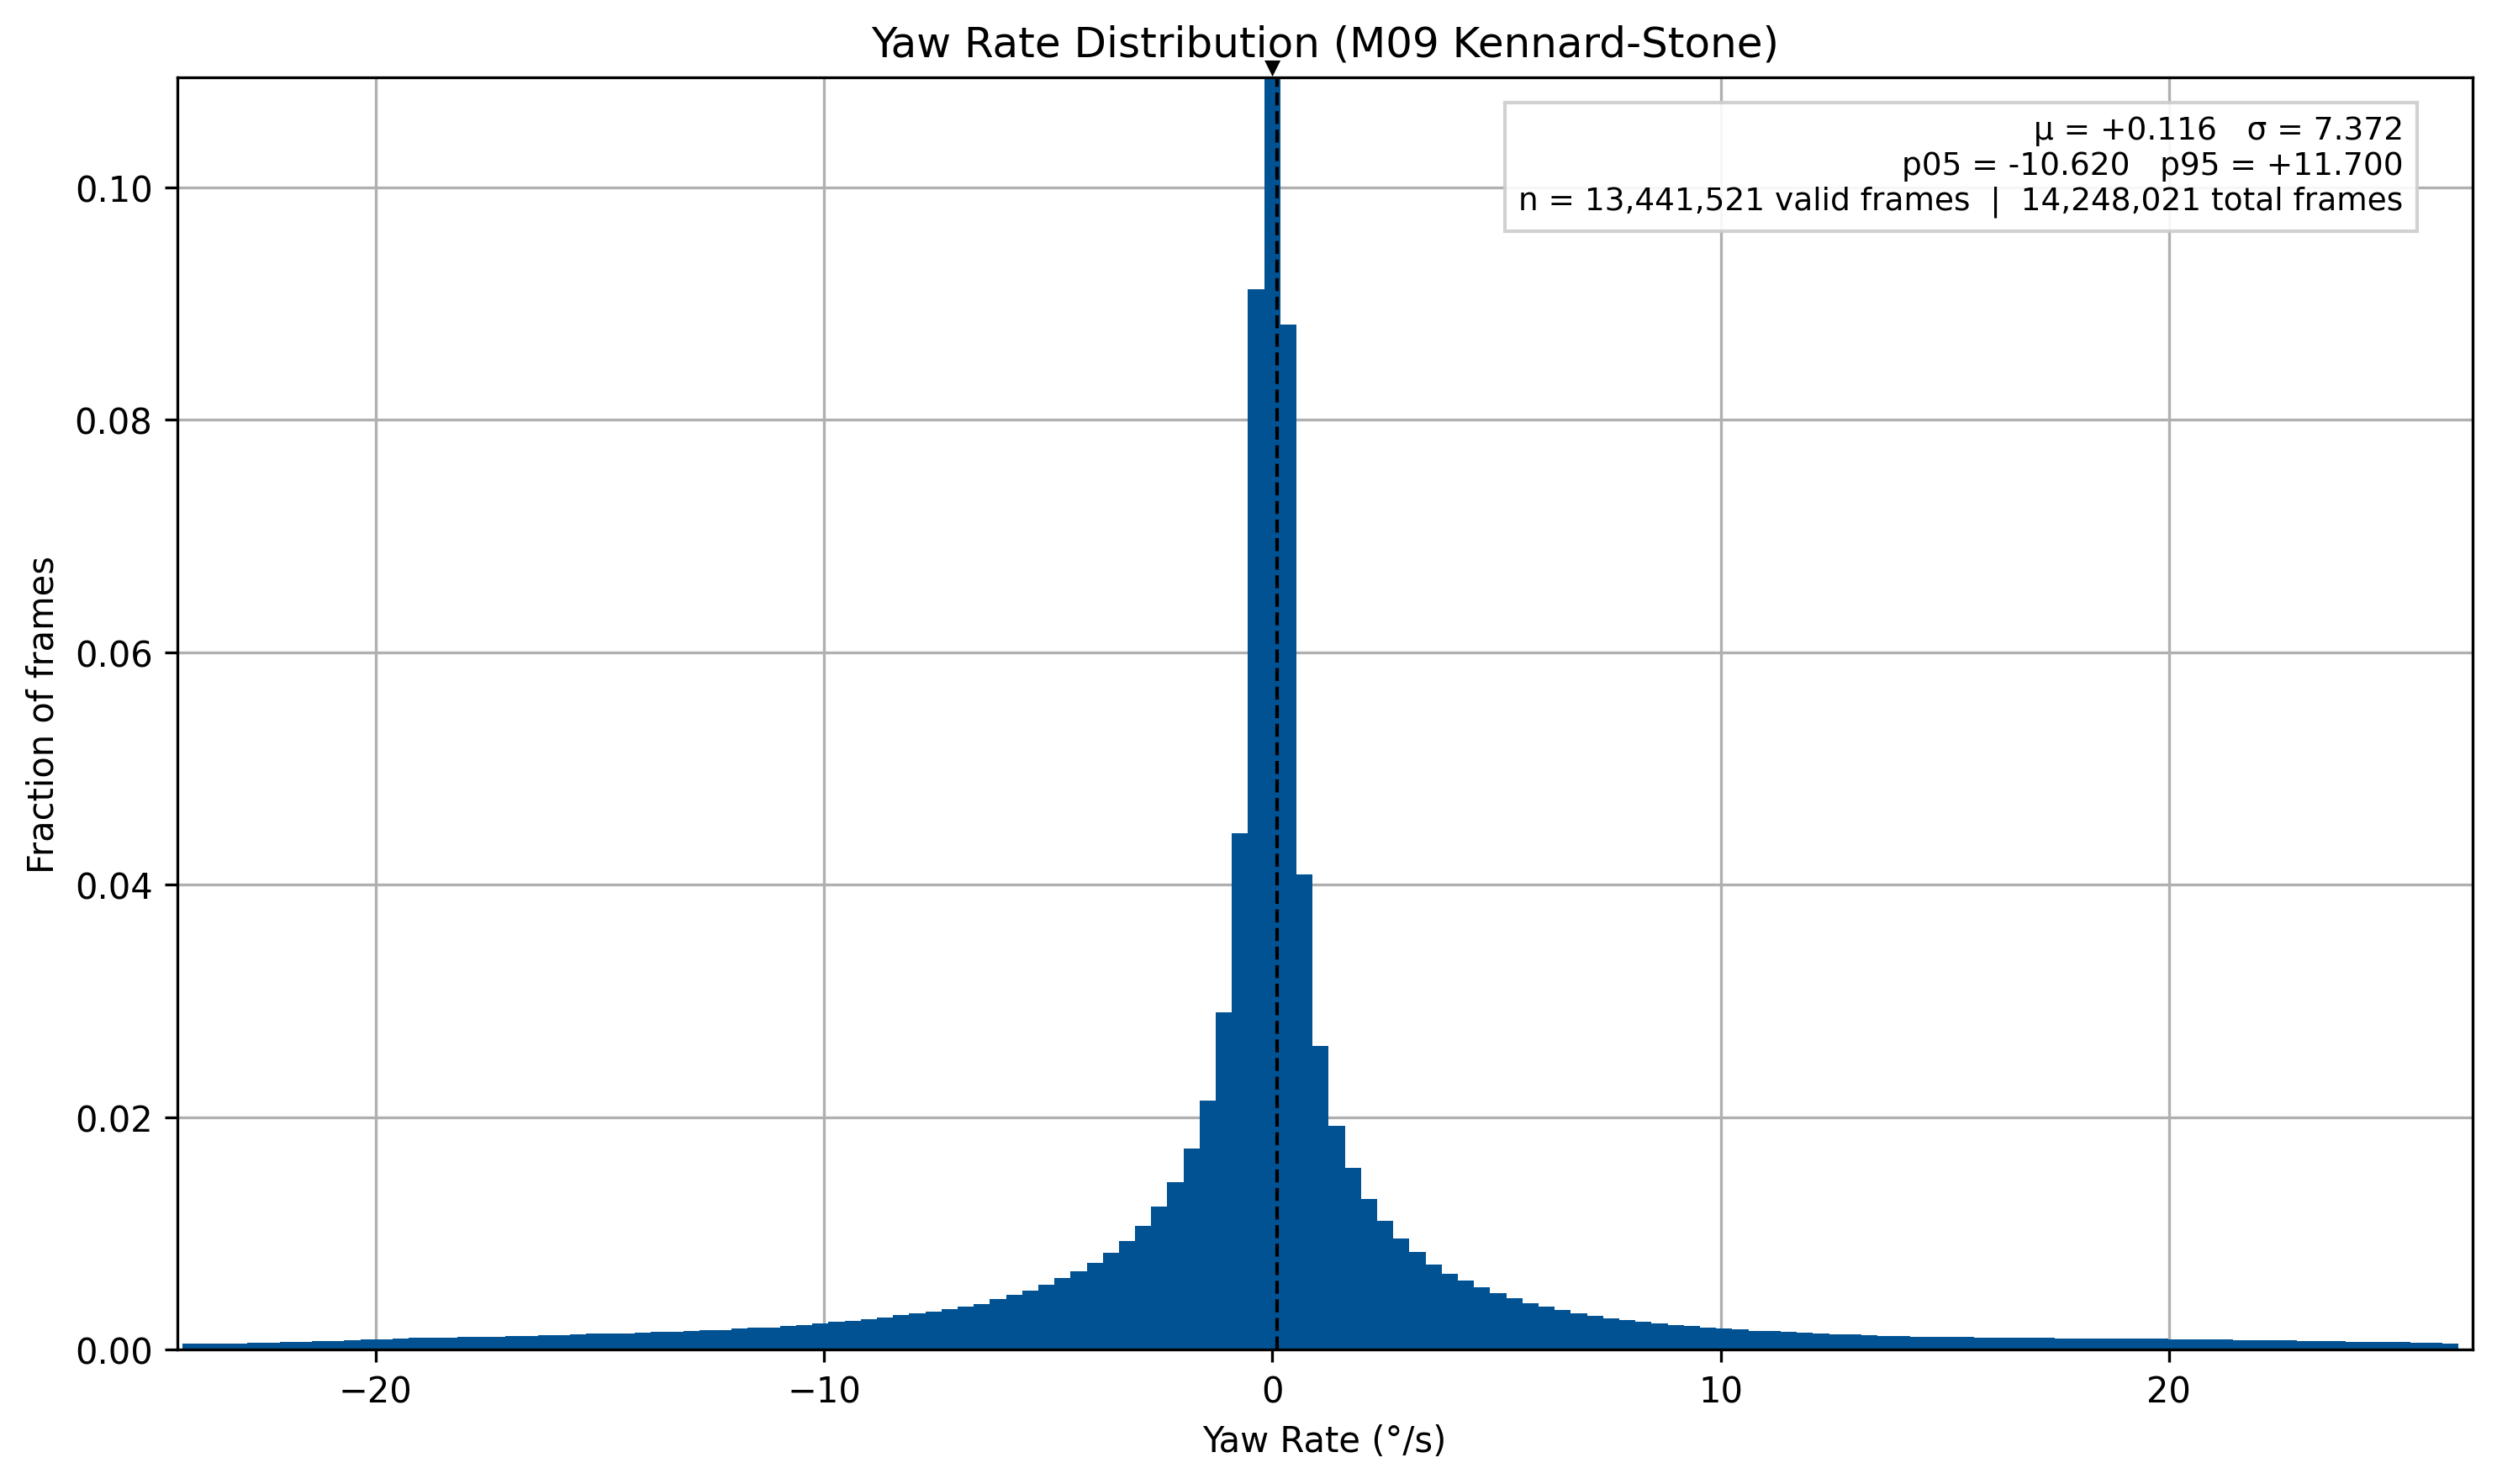 Yaw Rate Distribution (M09 Kennard-Stone)
μ = +0.116   σ = 7.372
p05 = -10.620   p95 = +11.700
n = 13,441,521 valid frames  |  14,248,021 total frames
Fraction of frames
0.10
0.08
0.06
0.04
0.02
0.00
−20
−10
0
10
20
Yaw Rate (°/s)